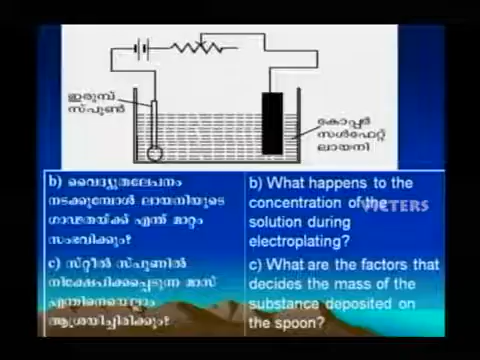 ഇരുമ്പ്
സ്പൂൺ
കോപ്പർ
സൾഫേറ്റ്
ലായനി
b) വൈദ്യുതലേപനം
നടക്കുമ്പോൾ ലായനിയുടെ
ഗാഢതയ്ക്ക് എന്ത് മാറ്റം
സംഭവിക്കും?
c) സ്റ്റീൽ സ്പൂണിൽ
നിക്ഷേപിക്കപ്പെടുന്ന മാസ്
എന്തിനെയെല്ലാം
ആശ്രയിച്ചിരിക്കും?
b) What happens to the
concentration of the
solution during
electroplating?
c) What are the factors that
decides the mass of the
substance deposited on
the spoon?
VICTERS